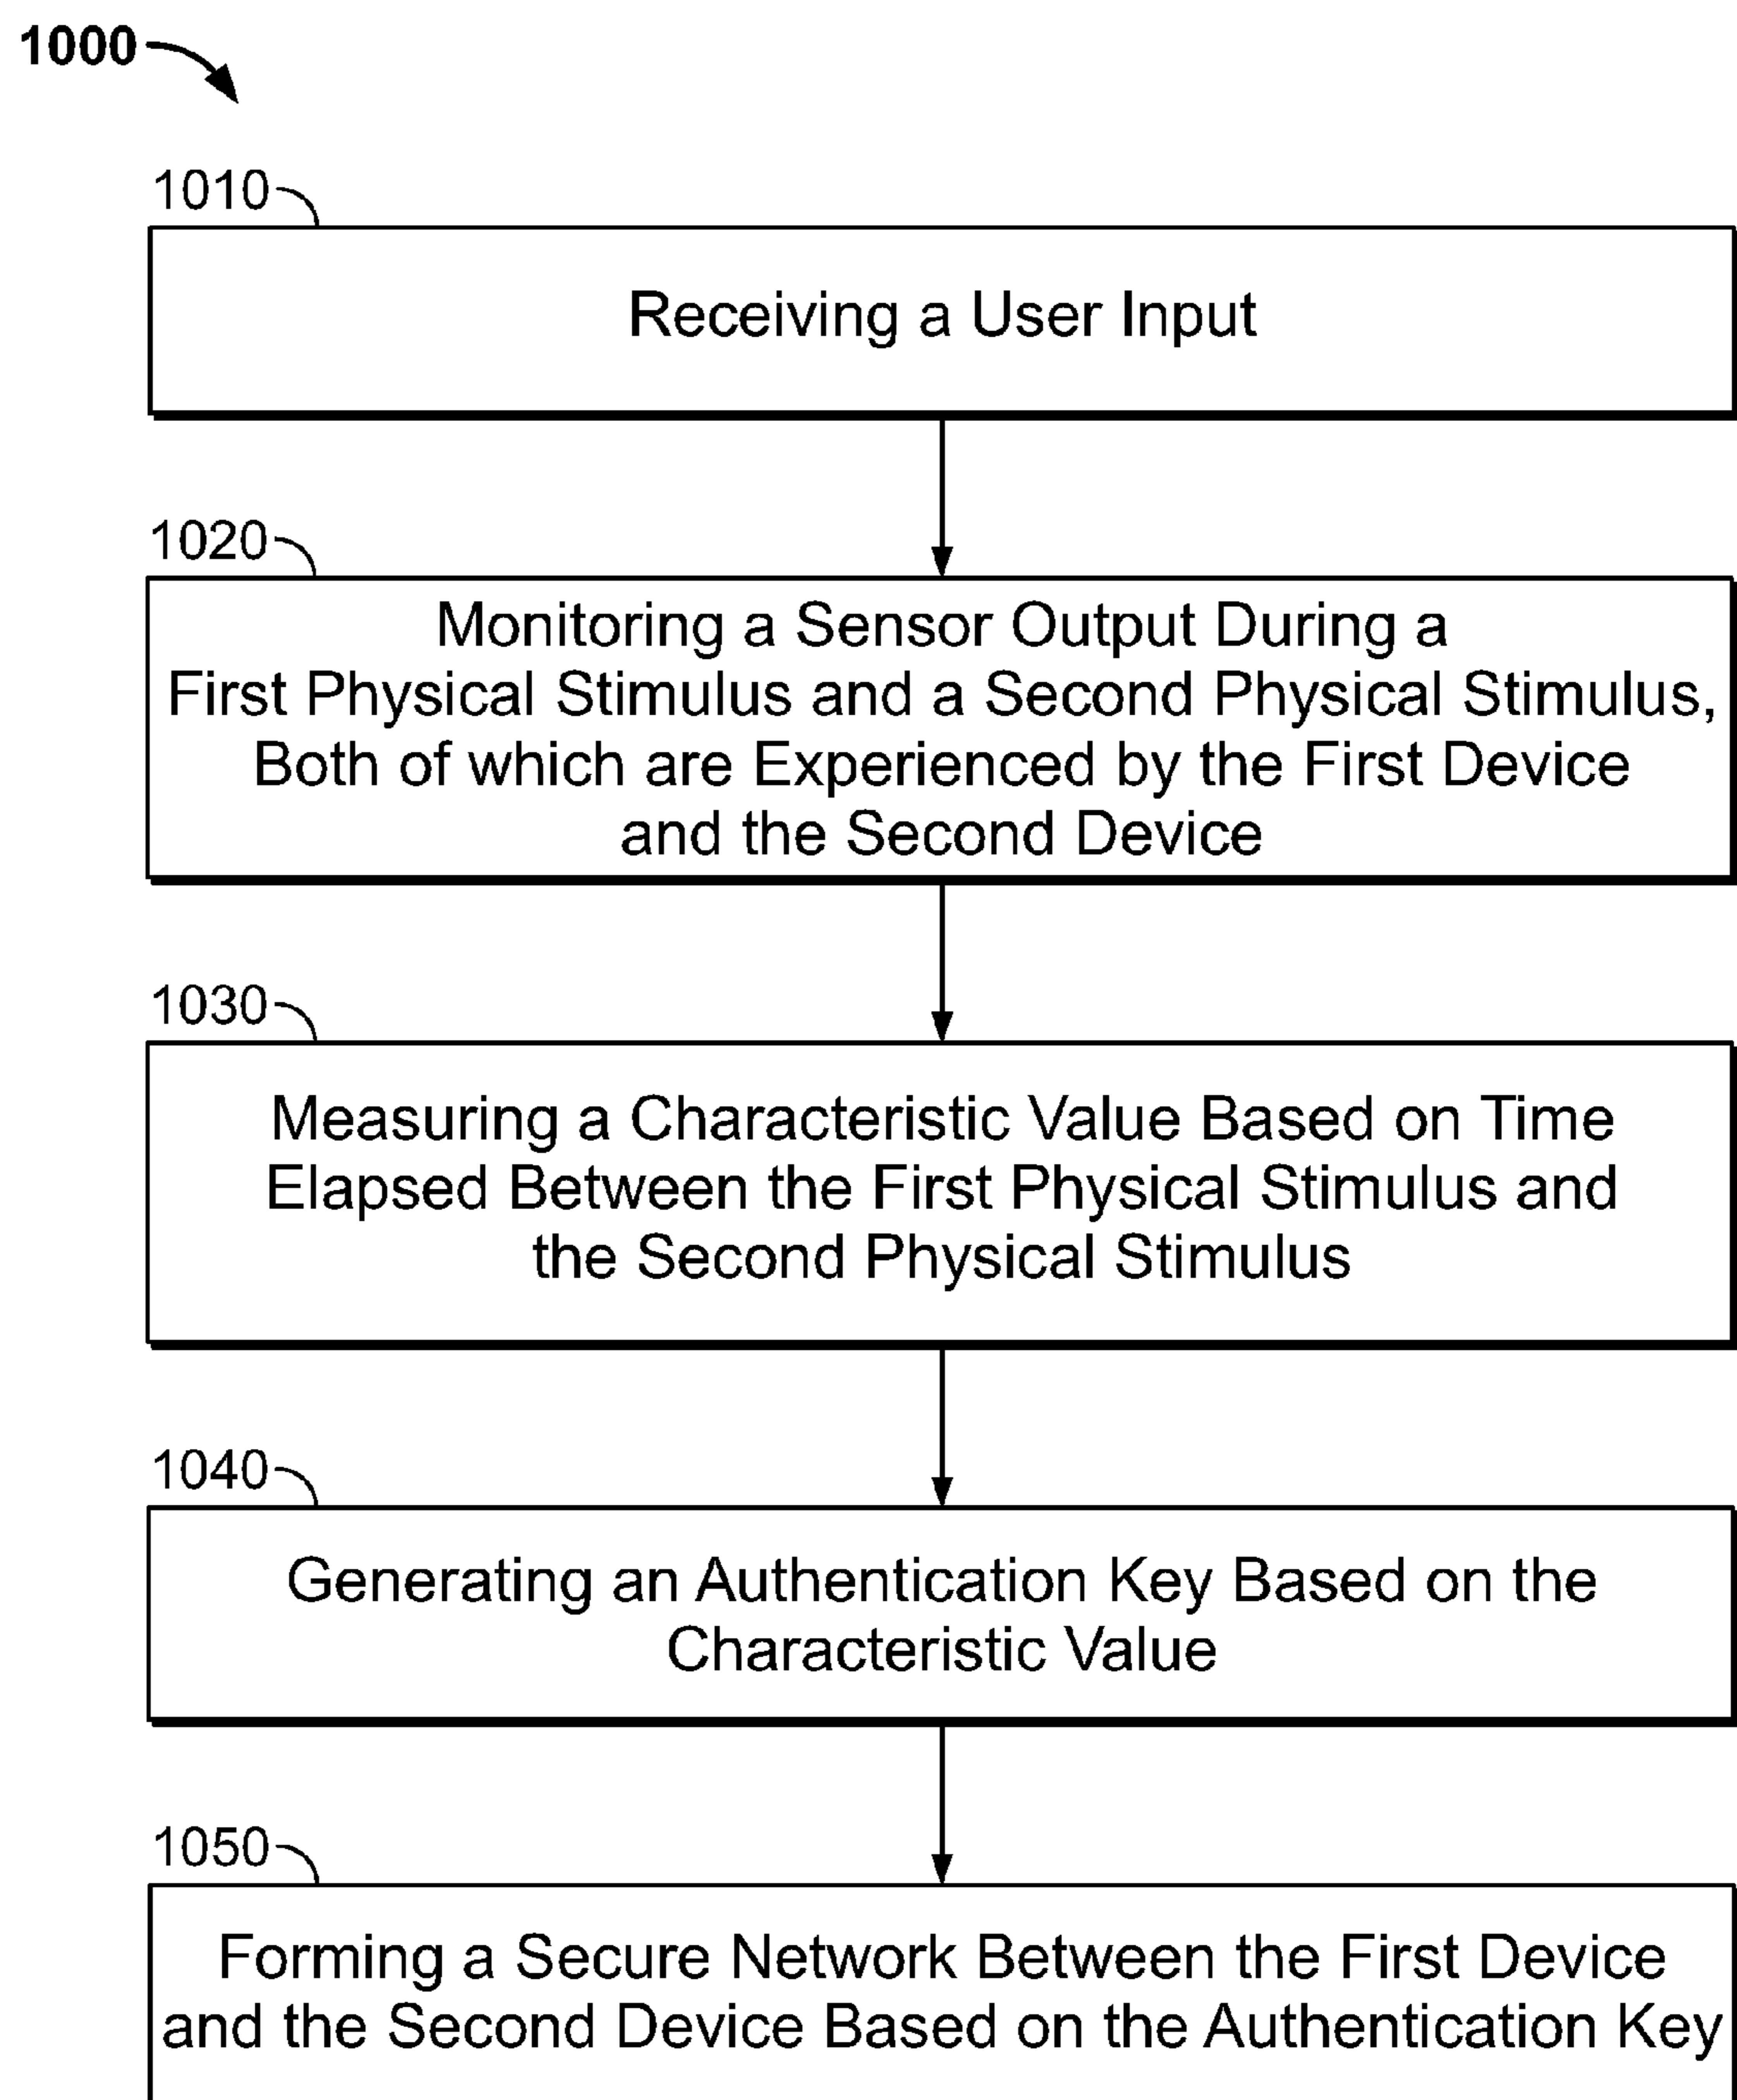 1000
1010
Receiving a User Input
1020
Monitoring a Sensor Output During a
First Physical Stimulus and a Second Physical Stimulus,
Both of which are Experienced by the First Device
and the Second Device
1030
Measuring a Characteristic Value Based on Time
Elapsed Between the First Physical Stimulus and
the Second Physical Stimulus
1040
Generating an Authentication Key Based on the
Characteristic Value
1050
Forming a Secure Network Between the First Device
and the Second Device Based on the Authentication Key